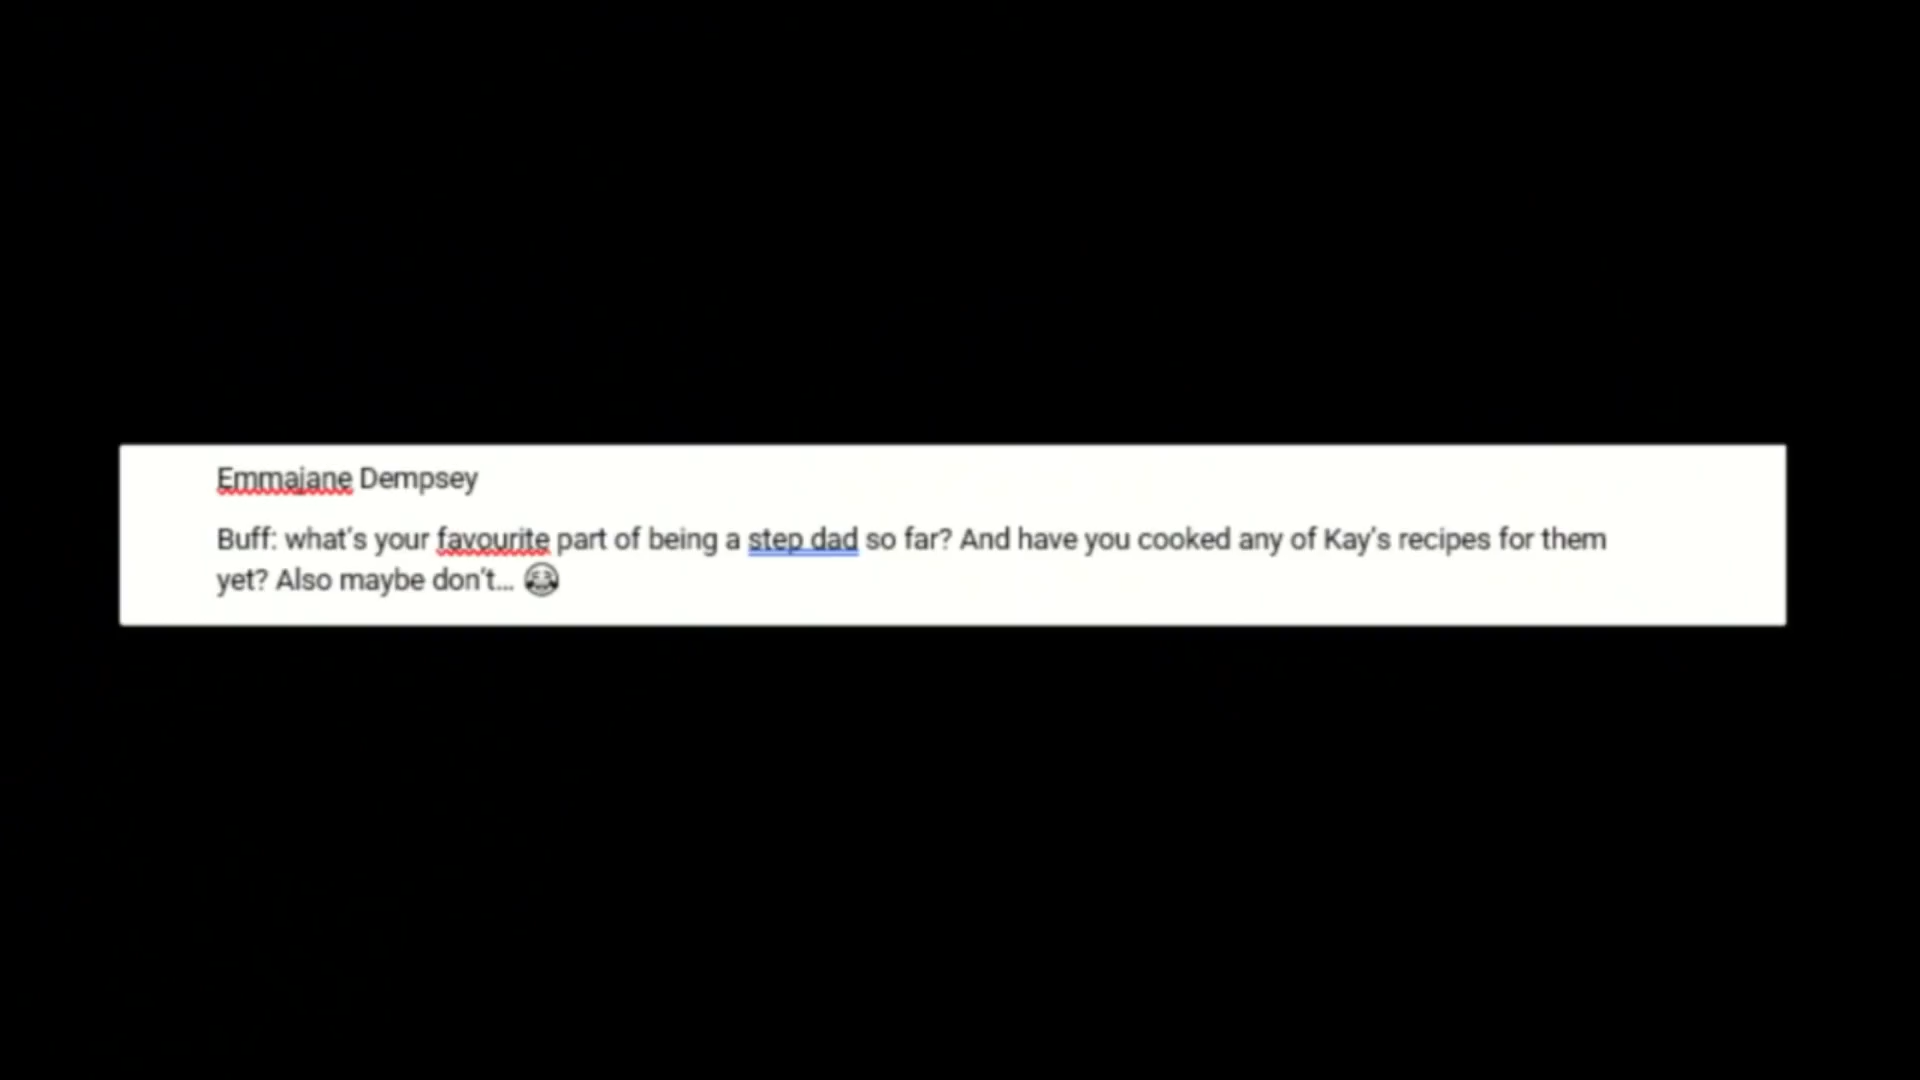 Emmajane Dempsey
Buff: what's your favourite part of being a step dad so far? And have you cooked any of Kay's recipes for them
yet? Also maybe don't... 😂